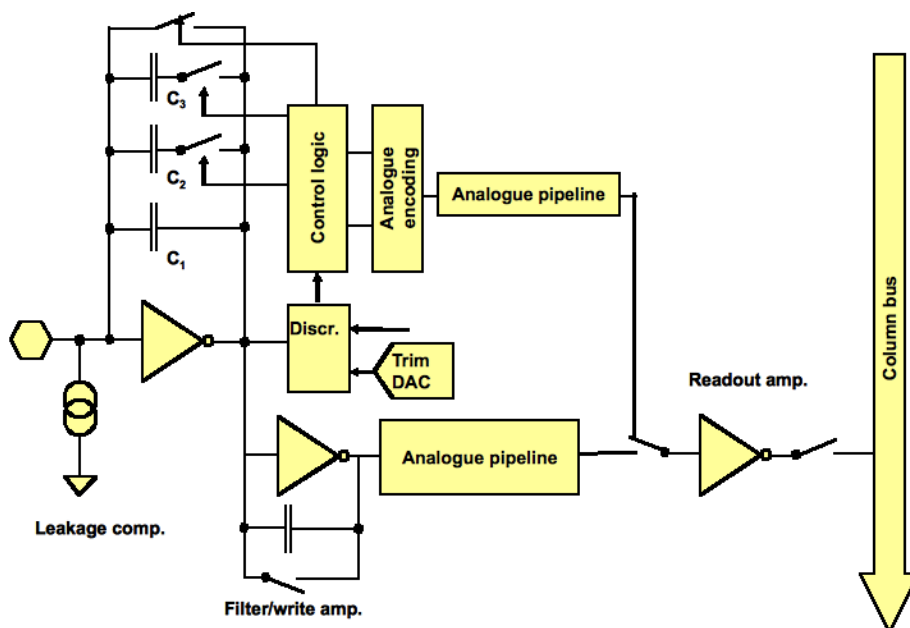 C3
C2
C1
Control logic
Analogue
encoding
Analogue pipeline
Discr.
Trim
DAC
Readout amp.
Column bus
Analogue pipeline
Leakage comp.
Filter/write amp.